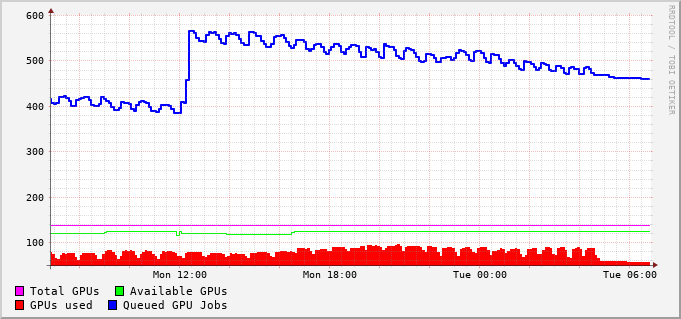 600
500
400
300
200
100
Mon 12:00 Mon 18:00 Tue 00:00 Tue 06:00
Total GPUs Available GPUs
GPUs used Queued GPU Jobs
RRDTOOL / TOBI OETIKER